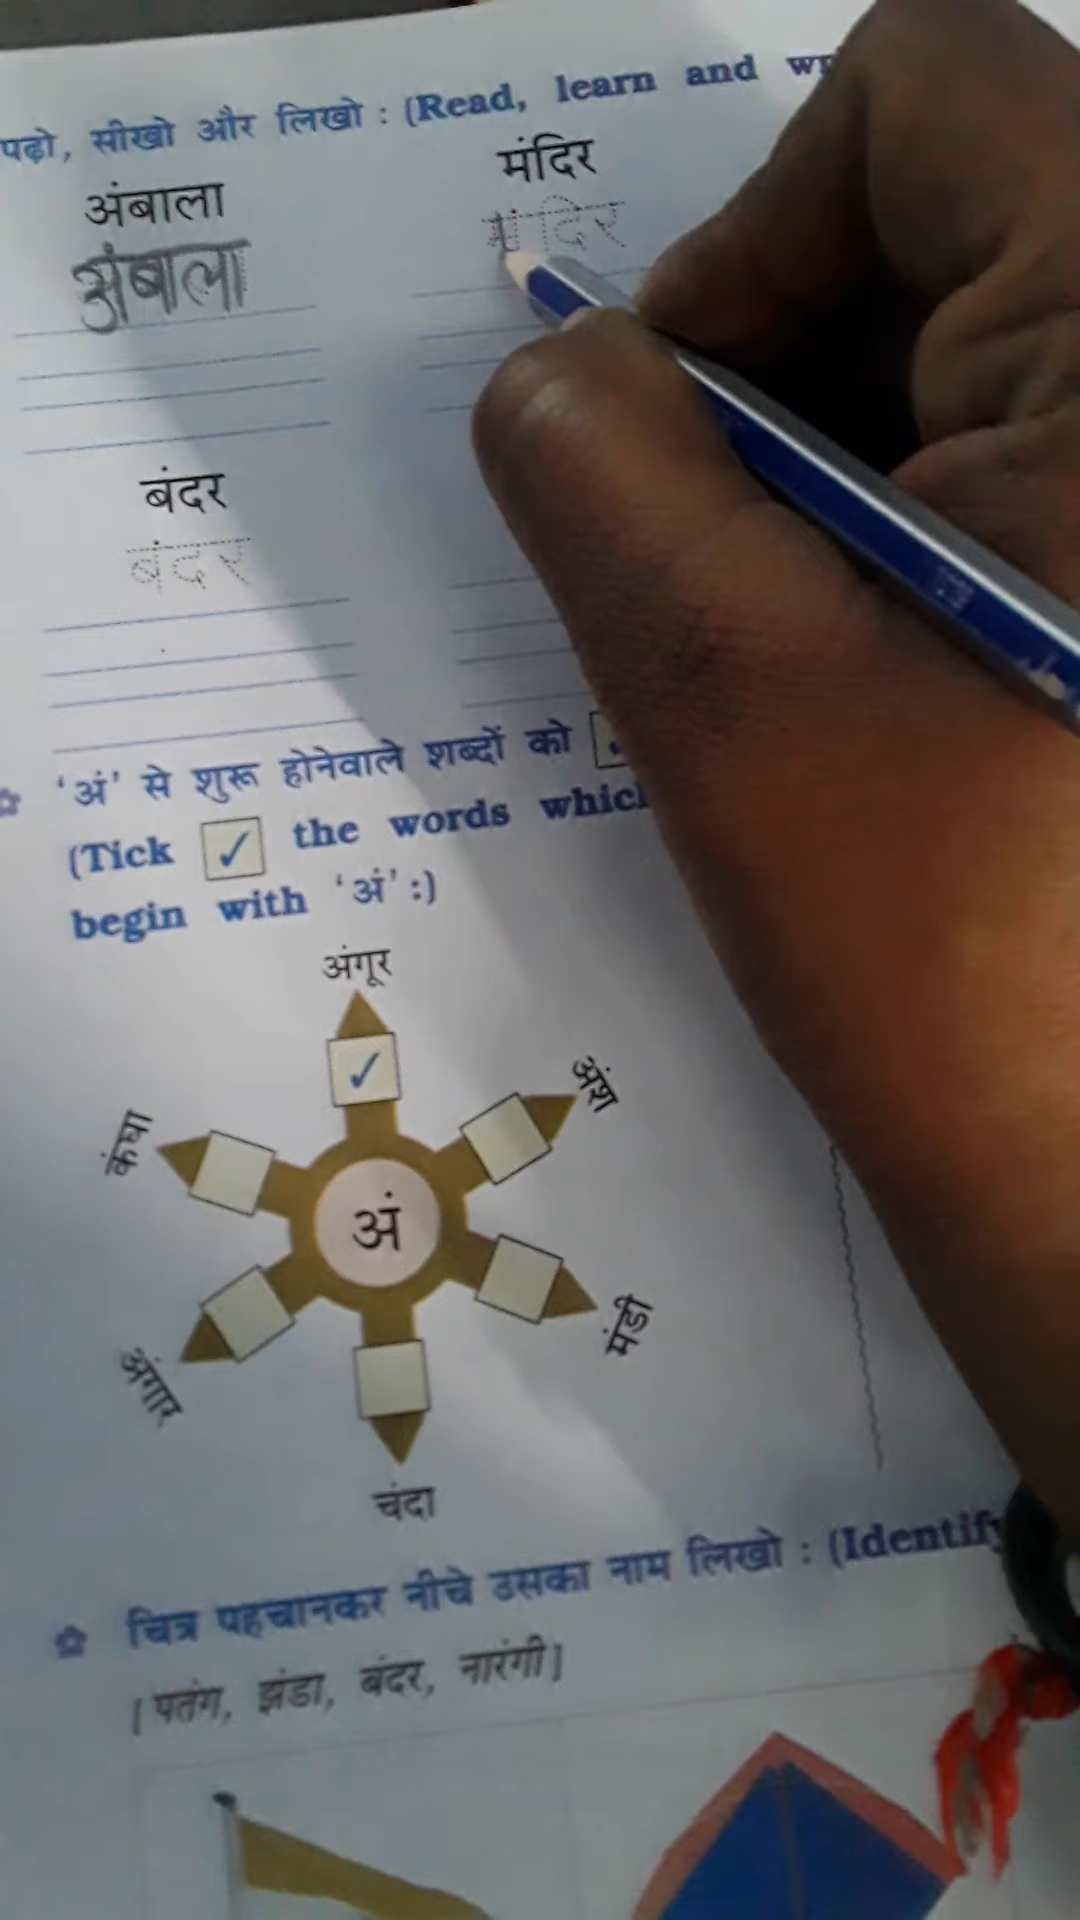 पढ़ो, सीखो और लिखो : (Read, learn and
अंबाला
मंदिर
अंबाला
मंदिर
बंदर
बंदर
'अं' से शुरू होनेवाले शब्दों को
(Tick ✓ the words which
begin with 'अं' :)
अंगूर
✓
अंश
कंघा
अं
मंडी
अंगार
चंदा
चित्र पहचानकर नीचे उसका नाम लिखो : (Identify
[पतंग, झंडा, बंदर, नारंगी]